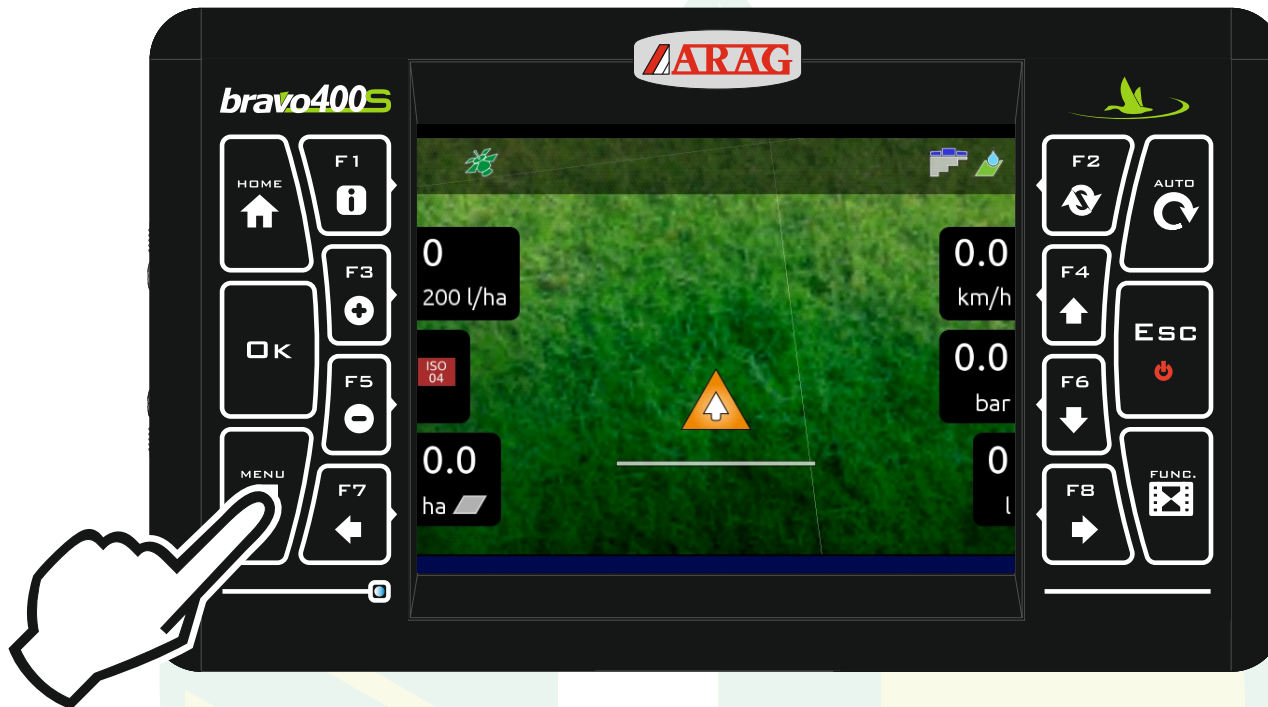 ARAG
bravo400S
HOME
F1
F2
AUTO
F3
F4
OK
ESC
F5
F6
MENU
F7
F8
FUNC.
0
200 l/ha
ISO
04
0.0
ha
0.0
km/h
0.0
bar
0
l